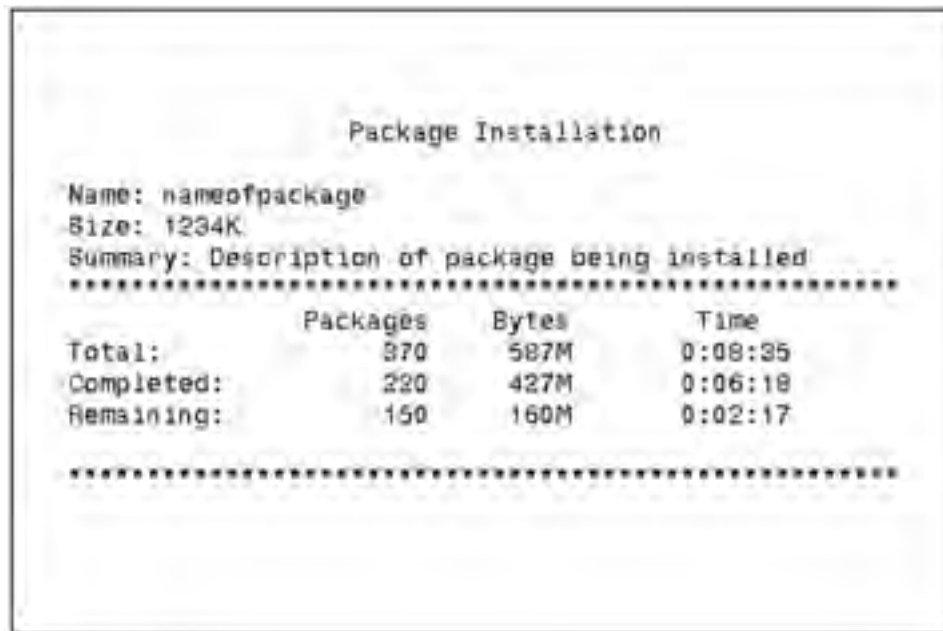 Package Installation
Name: nameofpackage
Size: 1234K
Summary: Description of package being installed
Packages Bytes Time
Total: 370 587M 0:08:35
Completed: 220 427M 0:06:18
Remaining: 150 160M 0:02:17